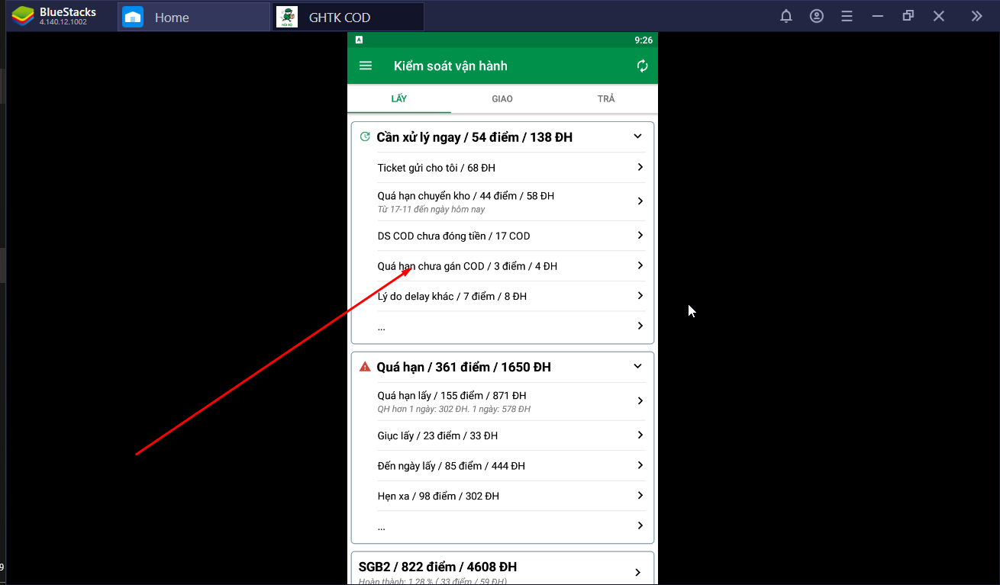 BlueStacks
4.140.12.1002
Home
GHTK COD
9:26
Kiểm soát vận hành
LẤY
GIAO
TRẢ
Cần xử lý ngay / 54 điểm / 138 ĐH
Ticket gửi cho tôi / 68 ĐH
Quá hạn chuyển kho / 44 điểm / 58 ĐH
Từ 17-11 đến ngày hôm nay
DS COD chưa đóng tiền / 17 COD
Quá hạn chưa gán COD / 3 điểm / 4 ĐH
Lý do delay khác / 7 điểm / 8 ĐH
...
Quá hạn / 361 điểm / 1650 ĐH
Quá hạn lấy / 155 điểm / 871 ĐH
QH hơn 1 ngày: 302 ĐH. 1 ngày: 578 ĐH
Giục lấy / 23 điểm / 33 ĐH
Đến ngày lấy / 85 điểm / 444 ĐH
Hẹn xa / 98 điểm / 302 ĐH
...
9
SGB2 / 822 điểm / 4608 ĐH
Hoàn thành: 1.28 % ( 33 điểm / 59 ĐH)